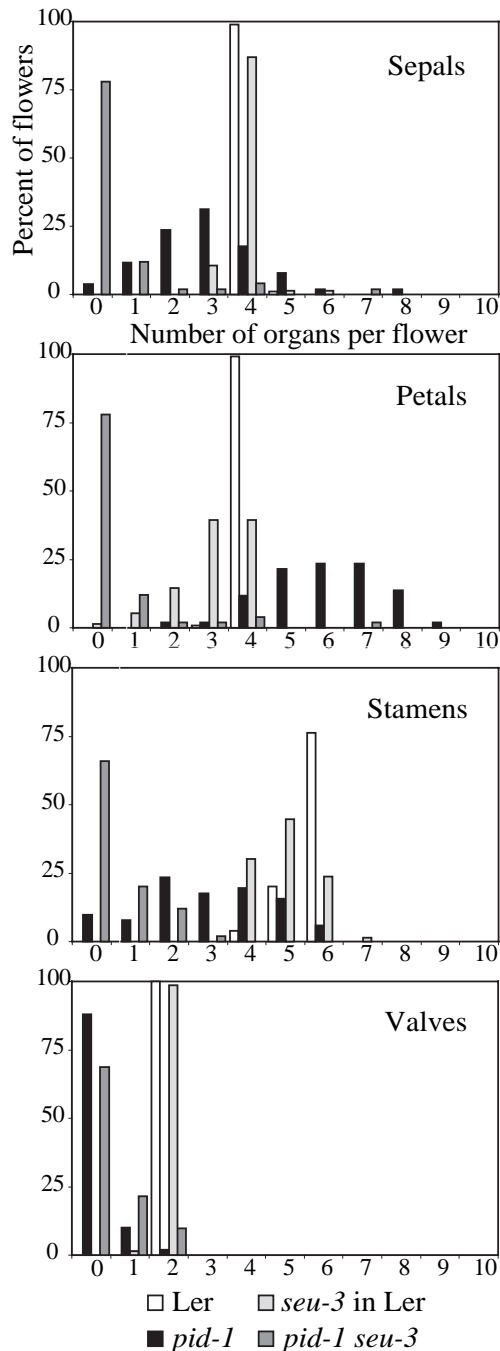 Percent of flowers
100
75
50
25
0
Sepals
0 1 2 3 4 5 6 7 8 9 10
Number of organs per flower
100
75
50
25
0
Petals
0 1 2 3 4 5 6 7 8 9 10
100
75
50
25
0
Stamens
0 1 2 3 4 5 6 7 8 9 10
100
75
50
25
0
Valves
0 1 2 3 4 5 6 7 8 9 10
Ler seu-3 in Ler
pid-1 pid-1 seu-3